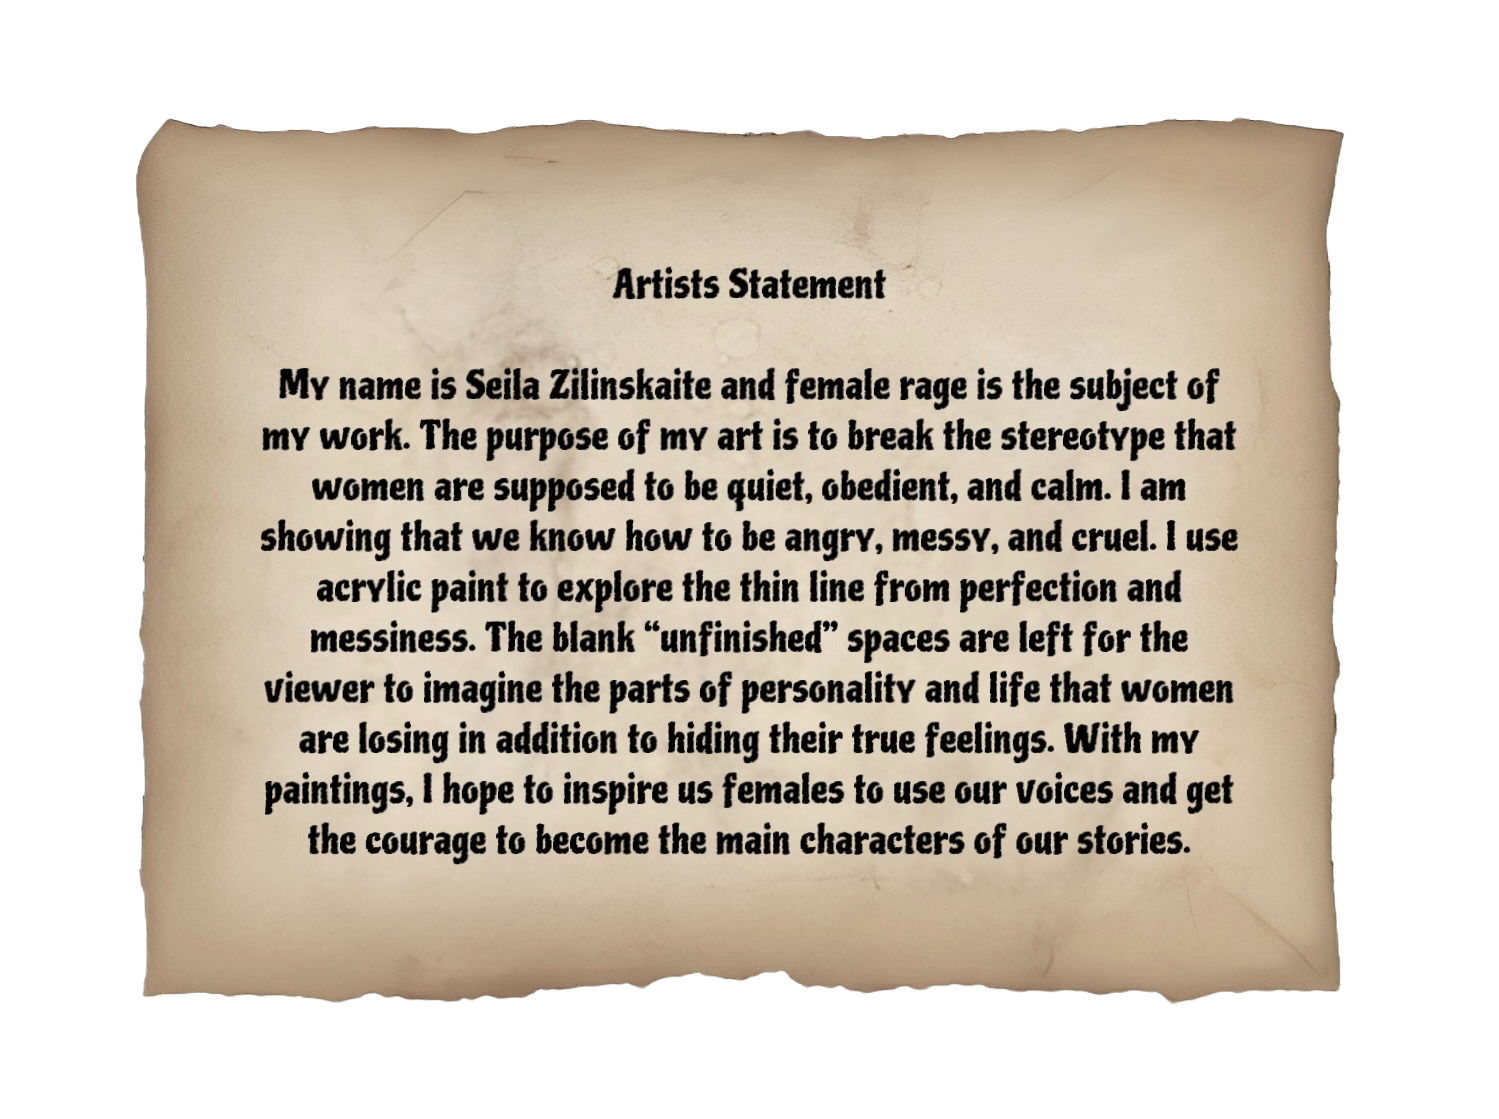 Artists Statement
My name is Seila Zilinskaite and female rage is the subject of
my work. The purpose of my art is to break the stereotype that
women are supposed to be quiet, obedient, and calm. I am
showing that we know how to be angry, messy, and cruel. I use
acrylic paint to explore the thin line from perfection and
messiness. The blank “unfinished” spaces are left for the
viewer to imagine the parts of personality and life that women
are losing in addition to hiding their true feelings. With my
paintings, I hope to inspire us females to use our voices and get
the courage to become the main characters of our stories.